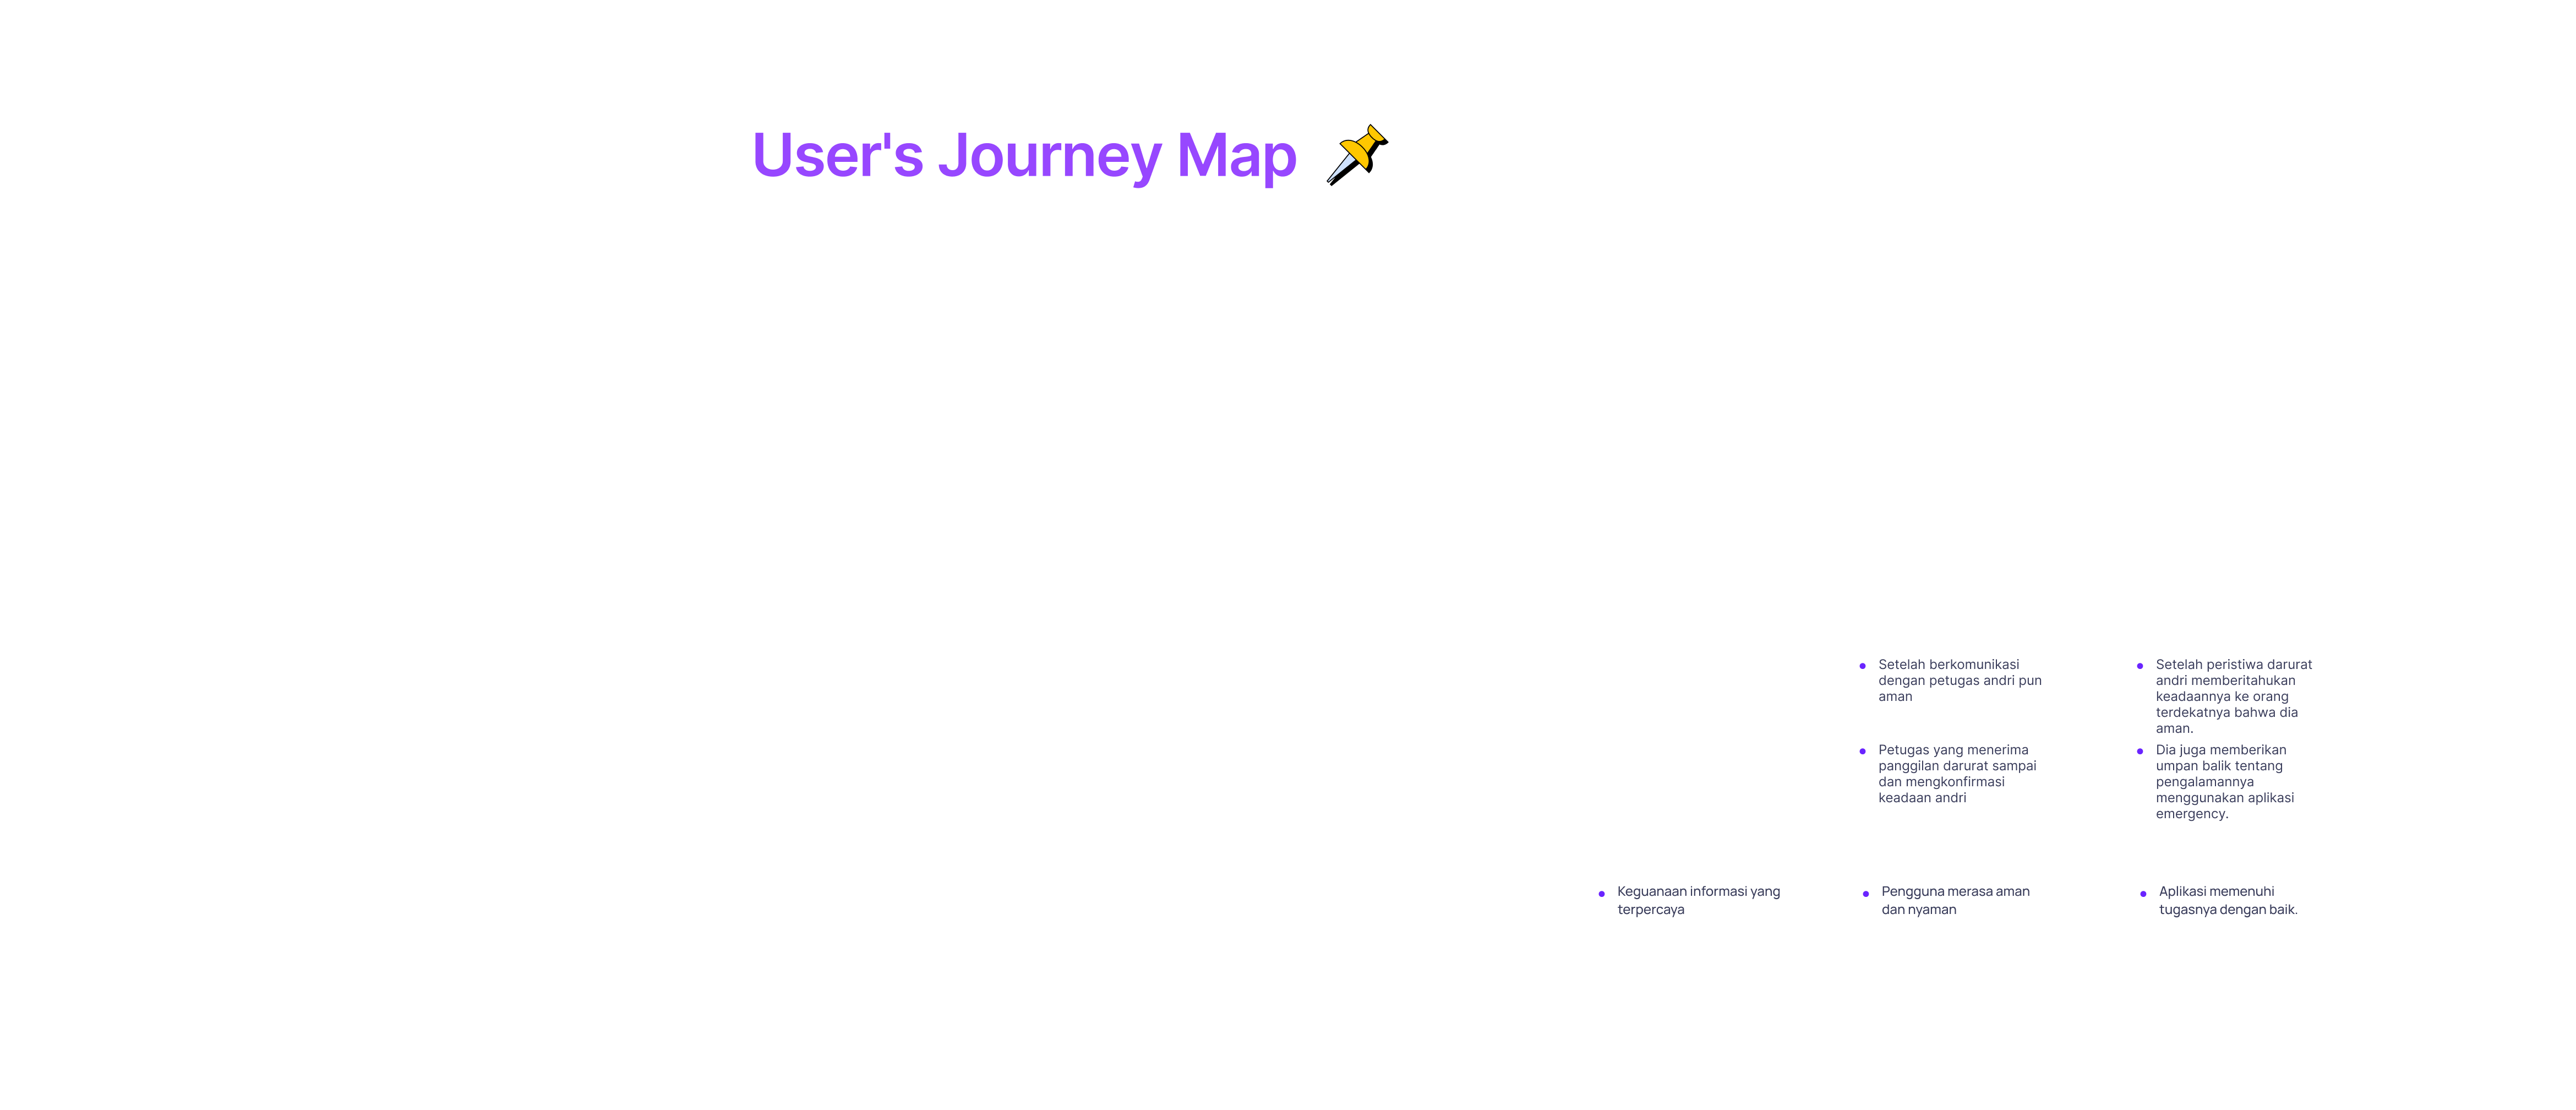 User's Journey Map
Setelah berkomunikasi
dengan petugas andri pun
aman
Petugas yang menerima
panggilan darurat sampai
dan mengkonfirmasi
keadaan andri
Setelah peristiwa darurat
andri memberitahukan
keadaannya ke orang
terdekatnya bahwa dia
aman.
Dia juga memberikan
umpan balik tentang
pengalamannya
menggunakan aplikasi
emergency.
Keguanaan informasi yang
terpercaya
Pengguna merasa aman
dan nyaman
Aplikasi memenuhi
tugasnya dengan baik.